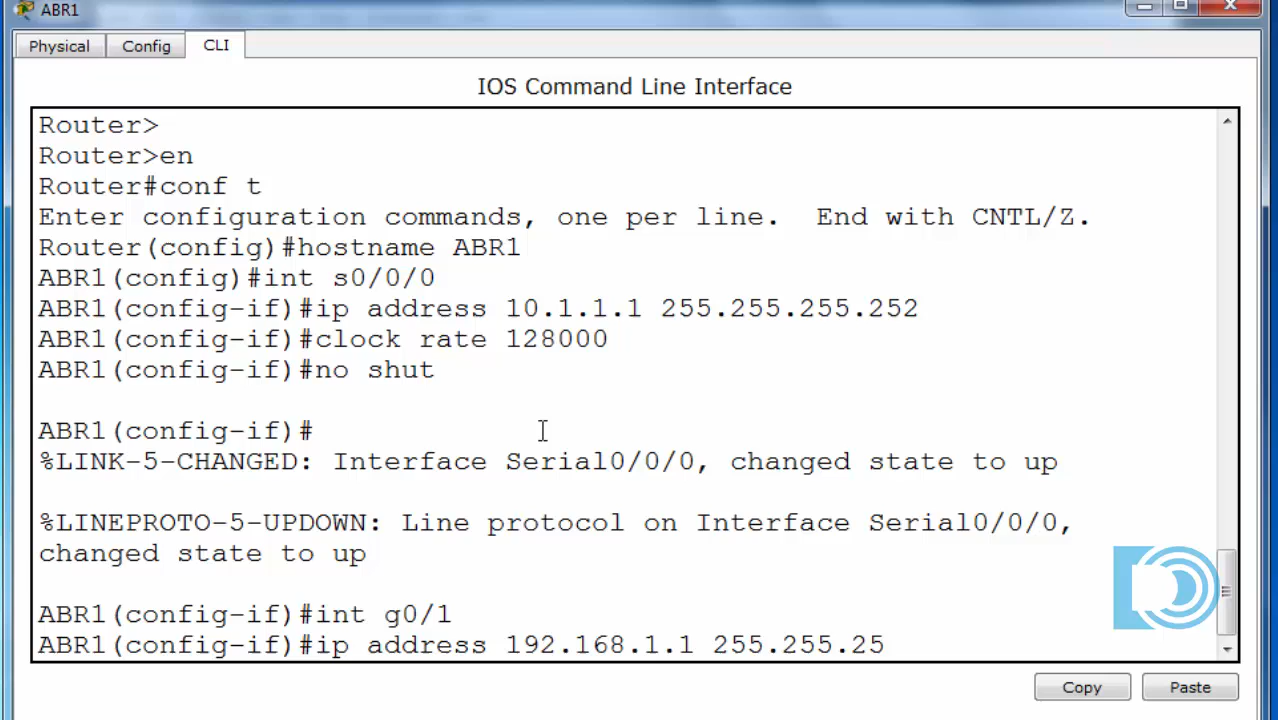 ABR1
Physical Config CLI
IOS Command Line Interface
Router>
Router>en
Router#conf t
Enter configuration commands, one per line.  End with CNTL/Z.
Router(config)#hostname ABR1
ABR1(config)#int s0/0/0
ABR1(config-if)#ip address 10.1.1.1 255.255.255.252
ABR1(config-if)#clock rate 128000
ABR1(config-if)#no shut
ABR1(config-if)#
%LINK-5-CHANGED: Interface Serial0/0/0, changed state to up
%LINEPROTO-5-UPDOWN: Line protocol on Interface Serial0/0/0,
changed state to up
ABR1(config-if)#int g0/1
ABR1(config-if)#ip address 192.168.1.1 255.255.25
Copy Paste